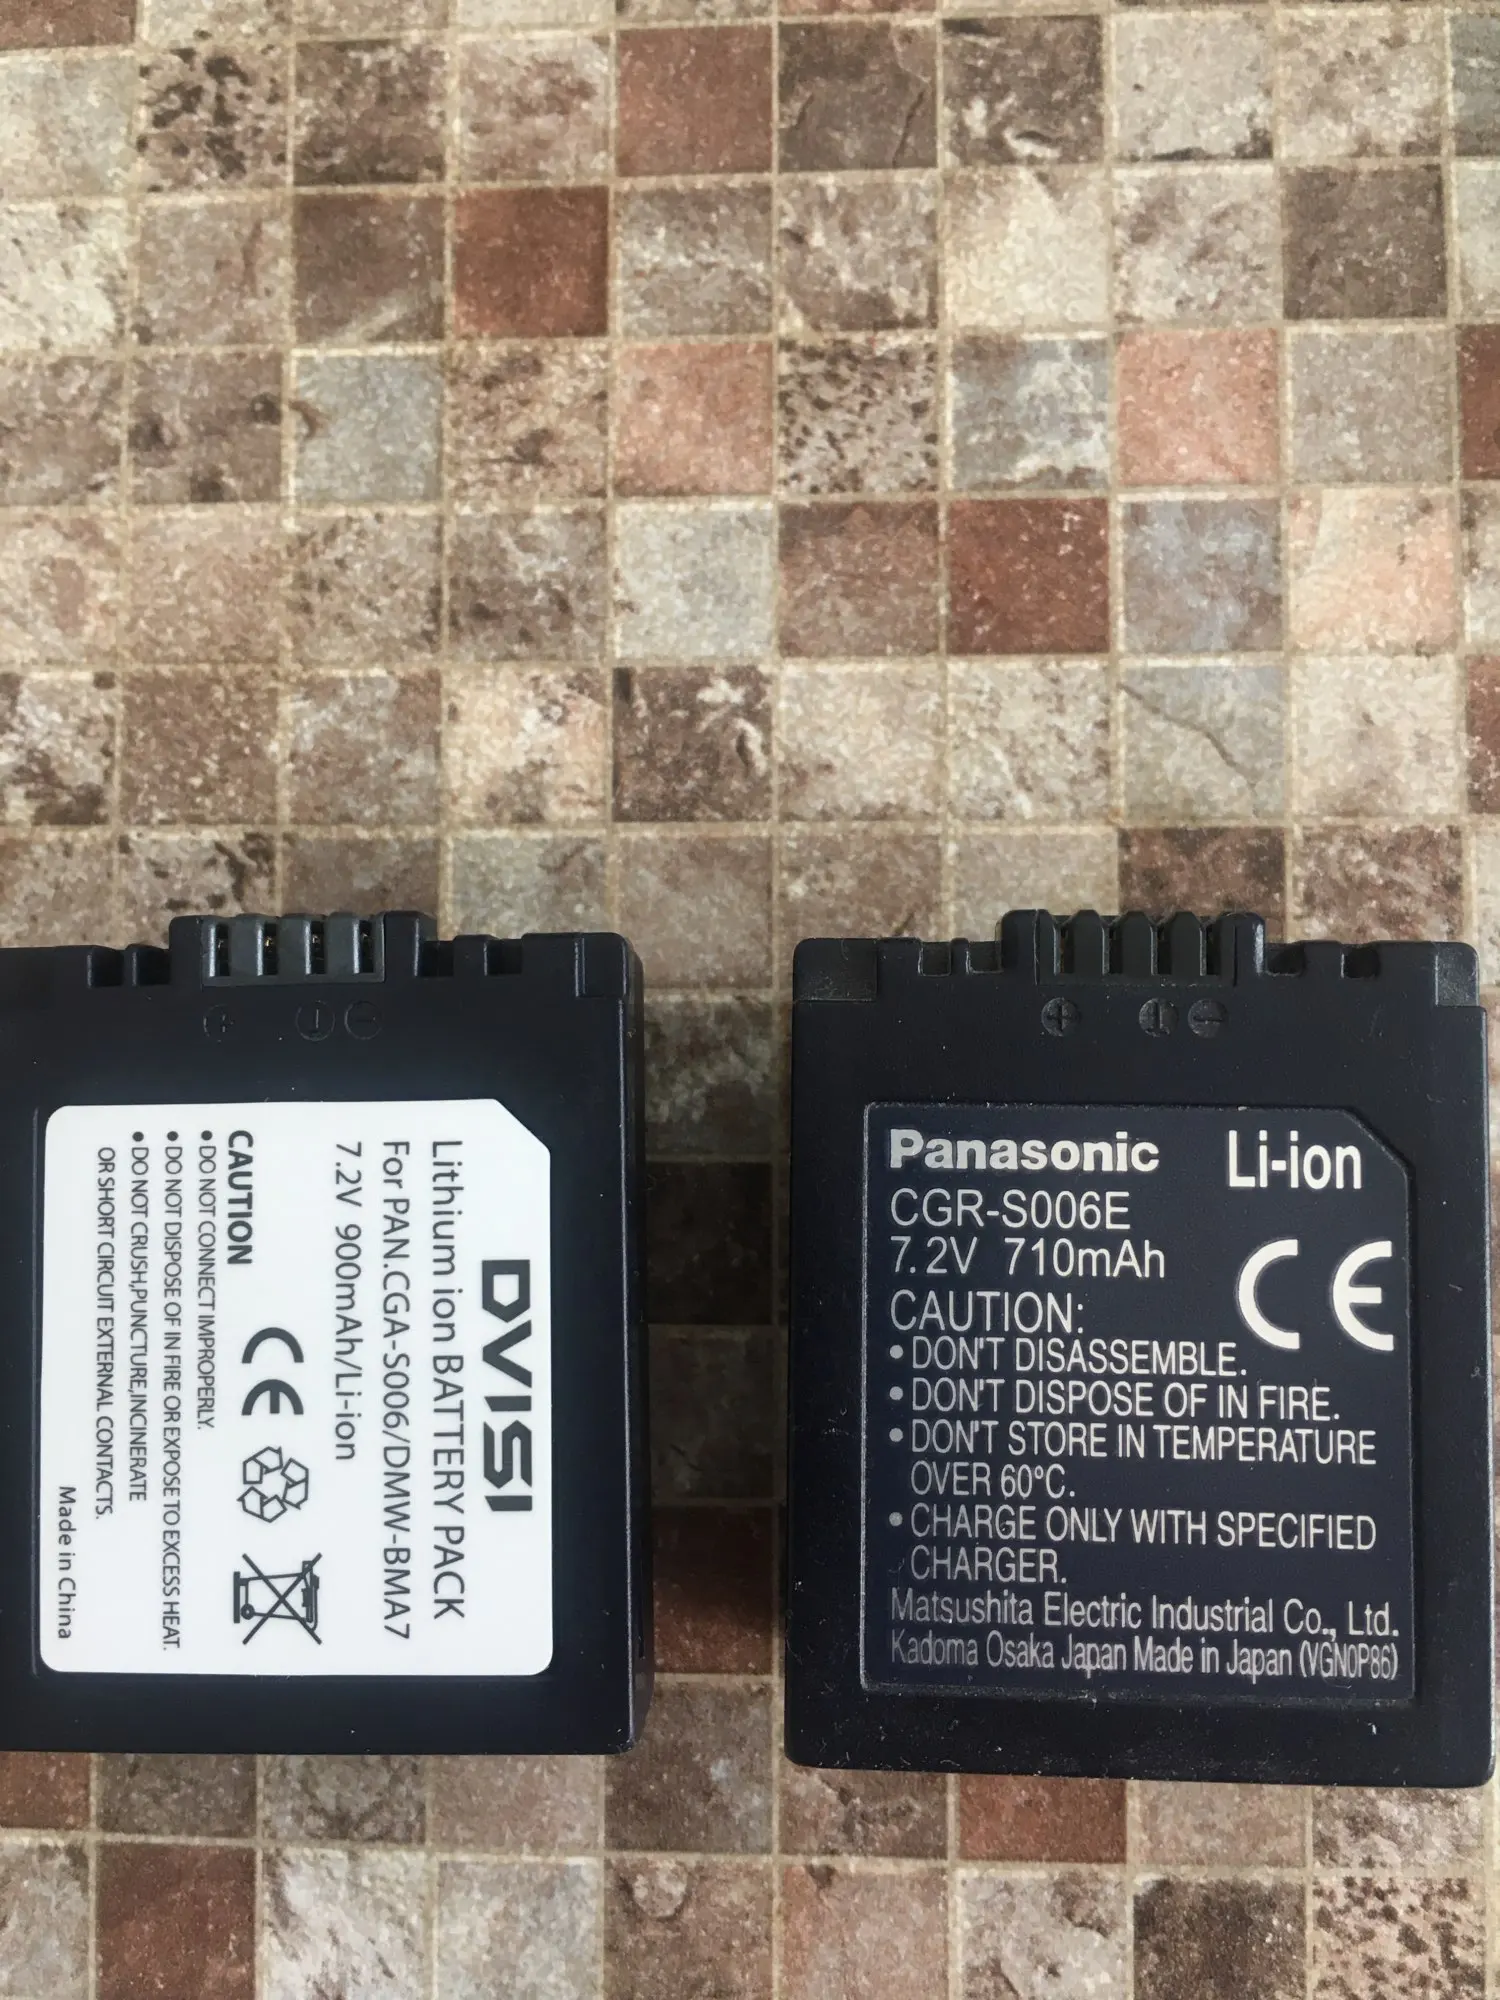 DVISI
Lithium ion BATTERY PACK
For PAN.CGA-S006/DMW-BMA7
7.2V 900mAh/Li-ion
CE
CAUTION
•DO NOT CONNECT IMPROPERLY.
•DO NOT DISPOSE OF IN FIRE OR EXPOSE TO EXCESS HEAT.
•DO NOT CRUSH,PUNCTURE,INCINERATE
OR SHORT CIRCUIT EXTERNAL CONTACTS.
Made in China
Panasonic Li-ion
CGR-S006E
7.2V 710mAh
CE
CAUTION:
•DON'T DISASSEMBLE.
•DON'T DISPOSE OF IN FIRE.
•DON'T STORE IN TEMPERATURE
OVER 60°C.
•CHARGE ONLY WITH SPECIFIED
CHARGER.
Matsushita Electric Industrial Co., Ltd.
Kadoma Osaka Japan Made in Japan (VGN0P86)